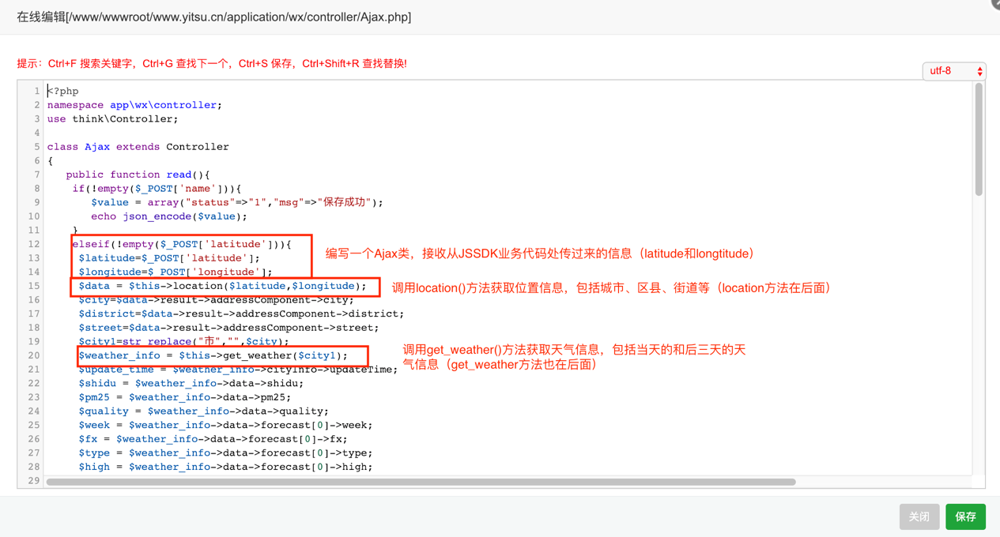 在线编辑[/www/wwwroot/www.yitsu.cn/application/wx/controller/Ajax.php]
提示：Ctrl+F 搜索关键字，Ctrl+G 查找下一个，Ctrl+S 保存，Ctrl+Shift+R 查找替换!
utf-8
1 <?php
2 namespace app\wx\controller;
3 use think\Controller;
4
5 class Ajax extends Controller
6 {
7 public function read(){
8 if(!empty($_POST['name'])){
9 $value = array("status"=>"1","msg"=>"保存成功");
10 echo json_encode($value);
11 }
12 elseif(!empty($_POST['latitude'])){
13 $latitude=$_POST['latitude'];
编写一个Ajax类，接收从JSSDK业务代码处传过来的信息（latitude和longtitude）
14 $longitude=$_POST['longitude'];
15 $data = $this->location($latitude,$longitude);
调用location()方法获取位置信息，包括城市、区县、街道等（location方法在后面）
16 $city=$data->result->addressComponent->city;
17 $district=$data->result->addressComponent->district;
18 $street=$data->result->addressComponent->street;
19 $city1=str_replace("市","",$city);
20 $weather_info = $this->get_weather($city1);
调用get_weather()方法获取天气信息，包括当天的和后三天的天
气信息（get_weather方法也在后面）
21 $update_time = $weather_info->cityInfo->updateTime;
22 $shidu = $weather_info->data->shidu;
23 $pm25 = $weather_info->data->pm25;
24 $quality = $weather_info->data->quality;
25 $week = $weather_info->data->forecast[0]->week;
26 $fx = $weather_info->data->forecast[0]->fx;
27 $type = $weather_info->data->forecast[0]->type;
28 $high = $weather_info->data->forecast[0]->high;
29
关闭
保存